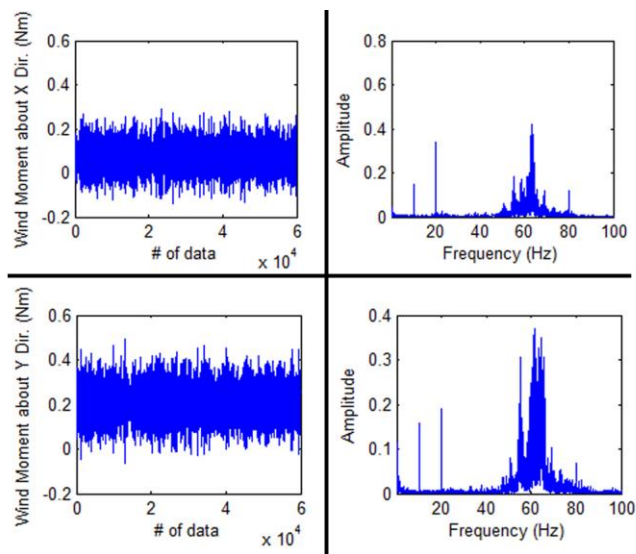 Wind Moment about X Dir. (Nm)
0.6
0.4
0.2
0
-0.2
0 2 4 6
# of data
x 10^4
Amplitude
0.8
0.6
0.4
0.2
0
20 40 60 80 100
Frequency (Hz)
Wind Moment about Y Dir. (Nm)
0.6
0.4
0.2
0
-0.2
0 2 4 6
# of data
x 10^4
Amplitude
0.4
0.3
0.2
0.1
0
20 40 60 80 100
Frequency (Hz)